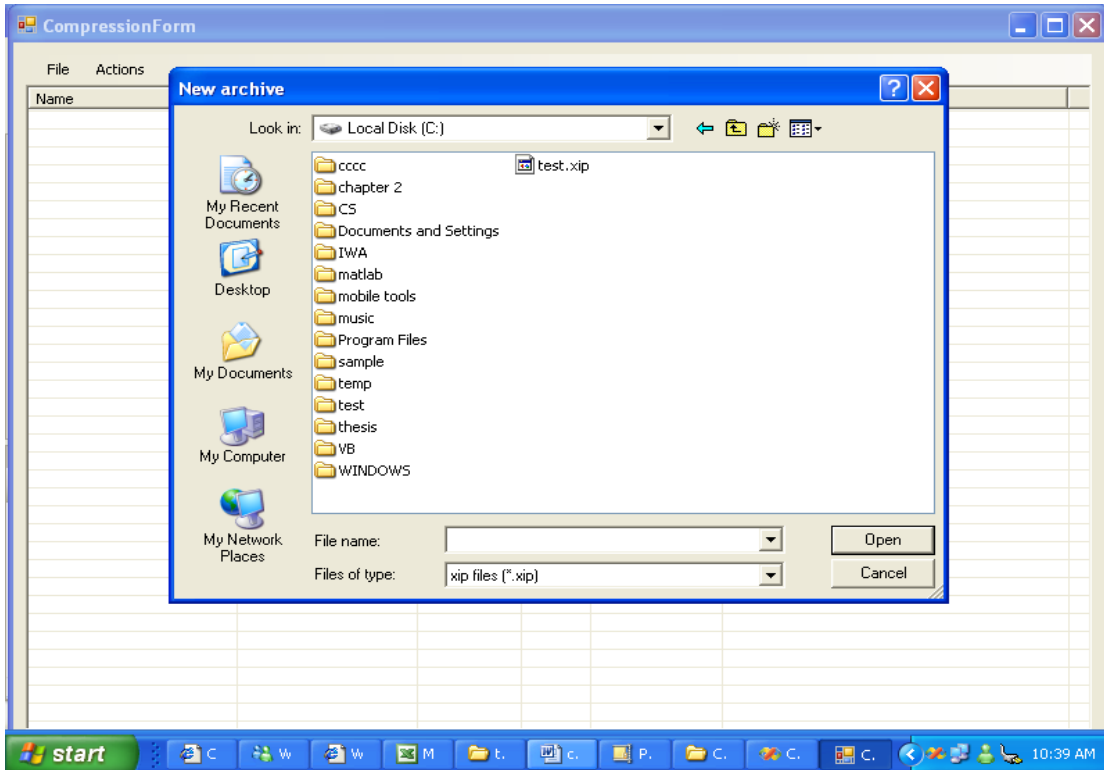 CompressionForm
File Actions
Name
New archive
Look in: Local Disk (C:)
My Recent Documents
Desktop
My Documents
My Computer
My Network Places
cccc
chapter 2
CS
Documents and Settings
IWA
matlab
mobile tools
music
Program Files
sample
temp
test
thesis
VB
WINDOWS
test.xip
File name:
Open
Files of type: xip files (*.xip)
Cancel
start C W W M t. c. P. C. C. C. 10:39 AM